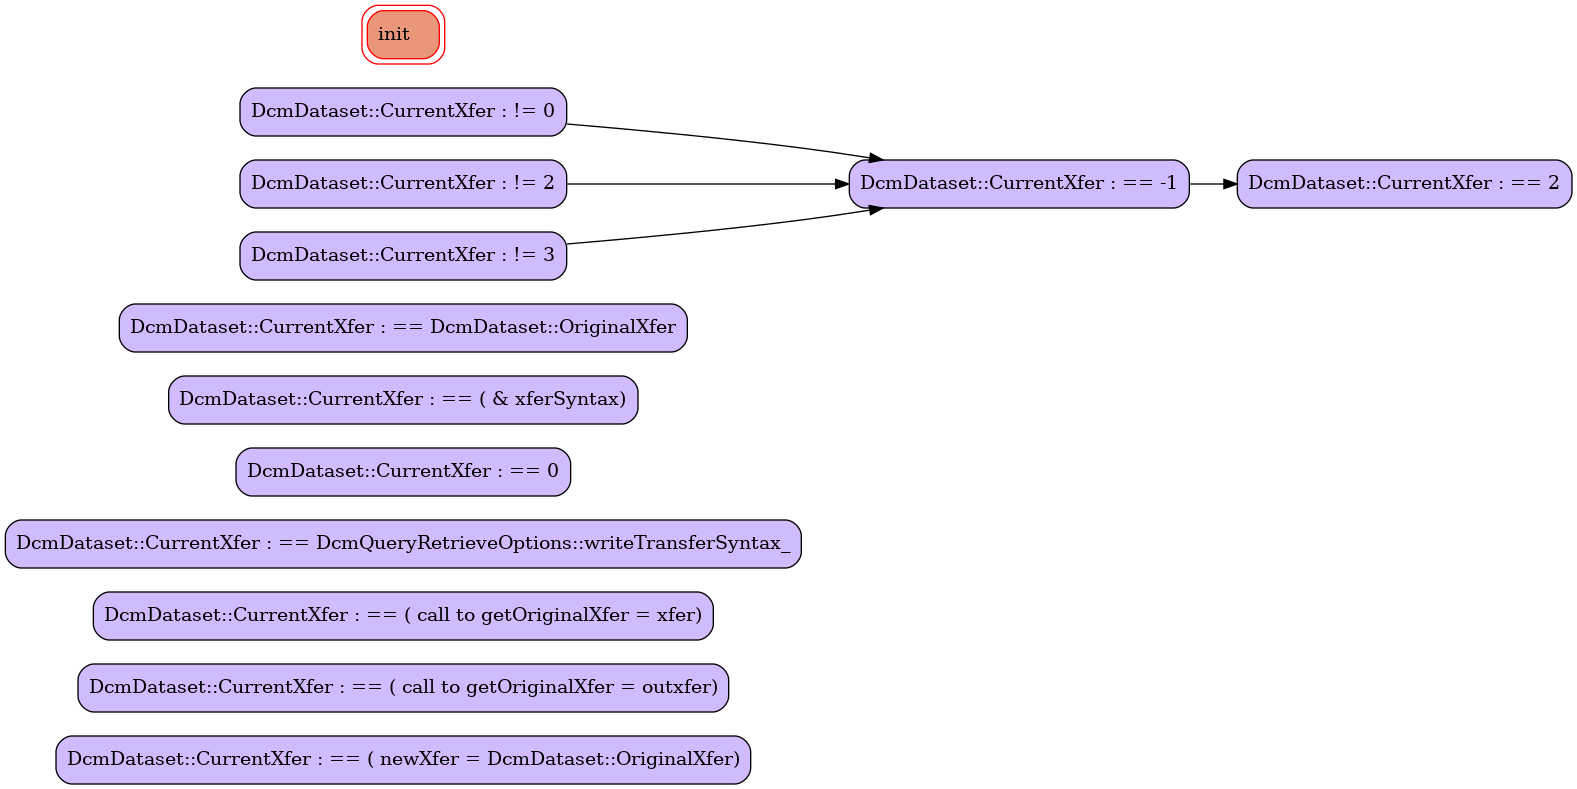 init
DcmDataset::CurrentXfer : != 0
DcmDataset::CurrentXfer : != 2
DcmDataset::CurrentXfer : == -1
DcmDataset::CurrentXfer : == 2
DcmDataset::CurrentXfer : != 3
DcmDataset::CurrentXfer : == DcmDataset::OriginalXfer
DcmDataset::CurrentXfer : == ( & xferSyntax)
DcmDataset::CurrentXfer : == 0
DcmDataset::CurrentXfer : == DcmQueryRetrieveOptions::writeTransferSyntax_
DcmDataset::CurrentXfer : == ( call to getOriginalXfer = xfer)
DcmDataset::CurrentXfer : == ( call to getOriginalXfer = outxfer)
DcmDataset::CurrentXfer : == ( newXfer = DcmDataset::OriginalXfer)